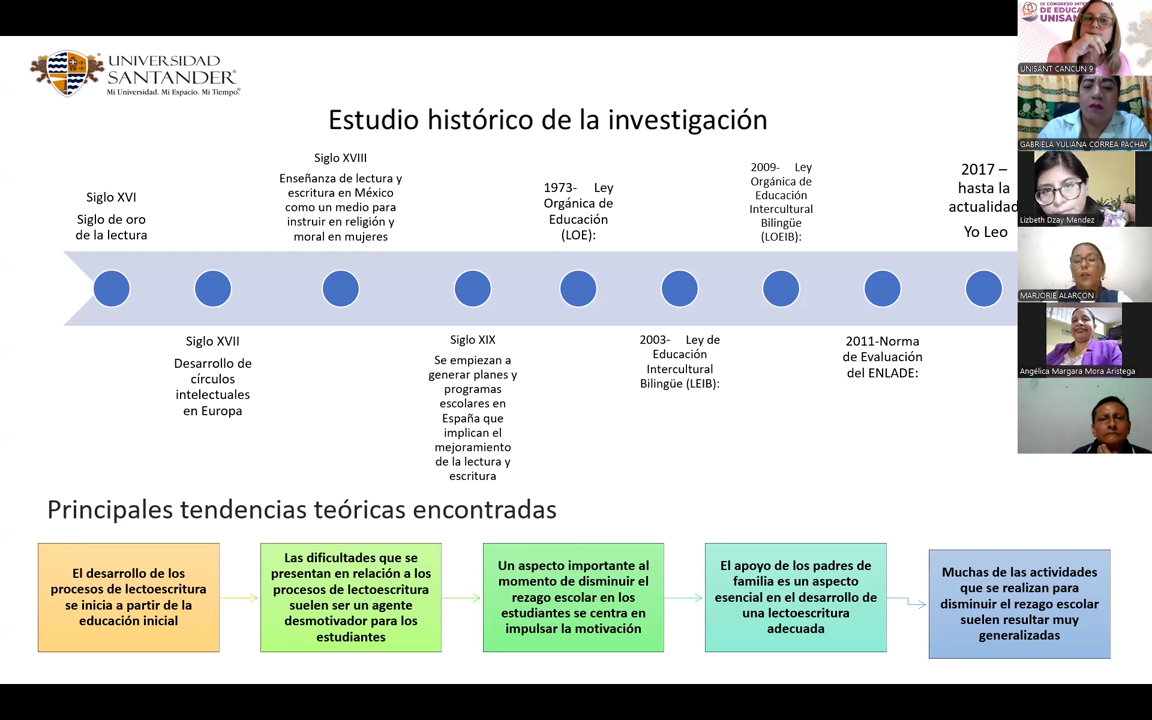 UNIVERSIDAD
SANTANDER
Mi Universidad. Mi Espacio. Mi Tiempo.
Estudio histórico de la investigación
Siglo XVI
Siglo de oro
de la lectura
Siglo XVIII
Enseñanza de lectura y
escritura en México
como un medio para
instruir en religión y
moral en mujeres
1973- Ley
Orgánica de
Educación
(LOE):
2009- Ley
Orgánica de
Educación
Intercultural
Bilingüe
(LOEIB):
2017 –
hasta la
actualidad
Yo Leo
Siglo XVII
Desarrollo de
círculos
intelectuales
en Europa
Siglo XIX
Se empiezan a
generar planes y
programas
escolares en
España que
implican el
mejoramiento
de la lectura y
escritura
2003- Ley de
Educación
Intercultural
Bilingüe (LEIB):
2011-Norma
de Evaluación
del ENLADE:
Principales tendencias teóricas encontradas
El desarrollo de los
procesos de lectoescritura
se inicia a partir de la
educación inicial
Las dificultades que se
presentan en relación a los
procesos de lectoescritura
suelen ser un agente
desmotivador para los
estudiantes
Un aspecto importante al
momento de disminuir el
rezago escolar en los
estudiantes se centra en
impulsar la motivación
El apoyo de los padres de
familia es un aspecto
esencial en el desarrollo de
una lectoescritura
adecuada
Muchas de las actividades
que se realizan para
disminuir el rezago escolar
suelen resultar muy
generalizadas
IX CONGRESO
DE EDUCA
UNISAN
UNISANT CANCUN 9
GABRIELA YULIANA CORREA PACHAY
Lizbeth Dzay Mendez
MARJORIE ALARCON
Angélica Margara Mora Aristega